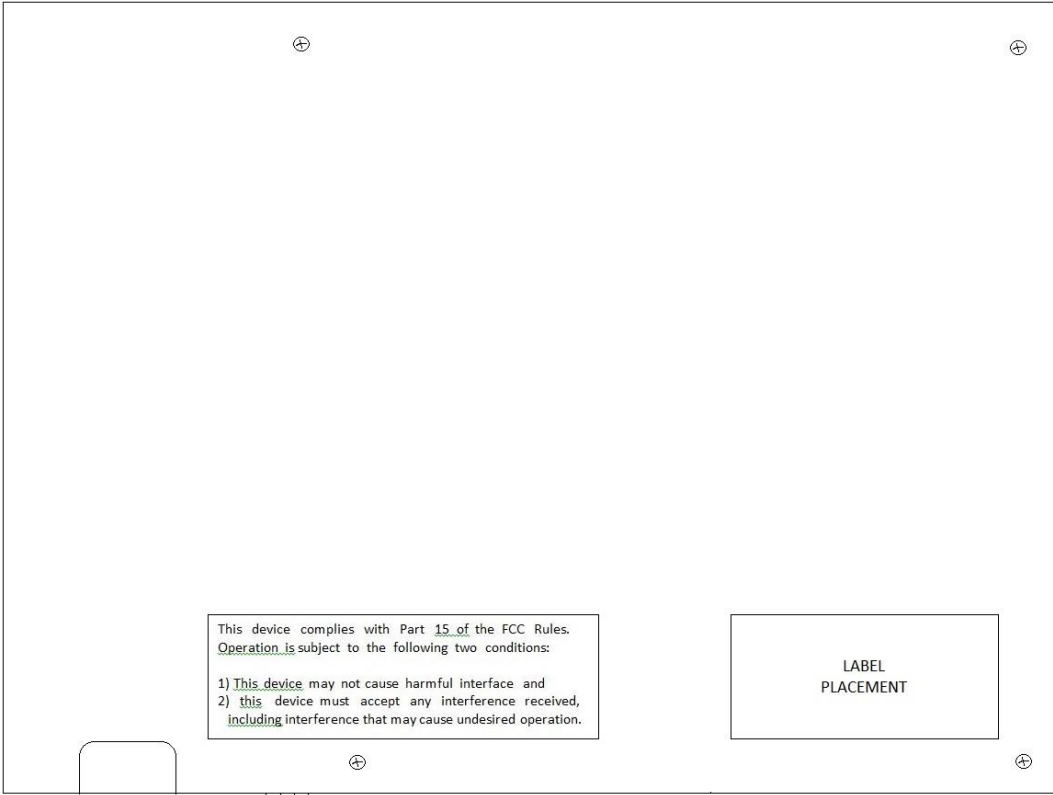 This device complies with Part 15 of the FCC Rules.
Operation is subject to the following two conditions:
1) This device may not cause harmful interface and
2) this device must accept any interference received,
including interference that may cause undesired operation.
LABEL
PLACEMENT